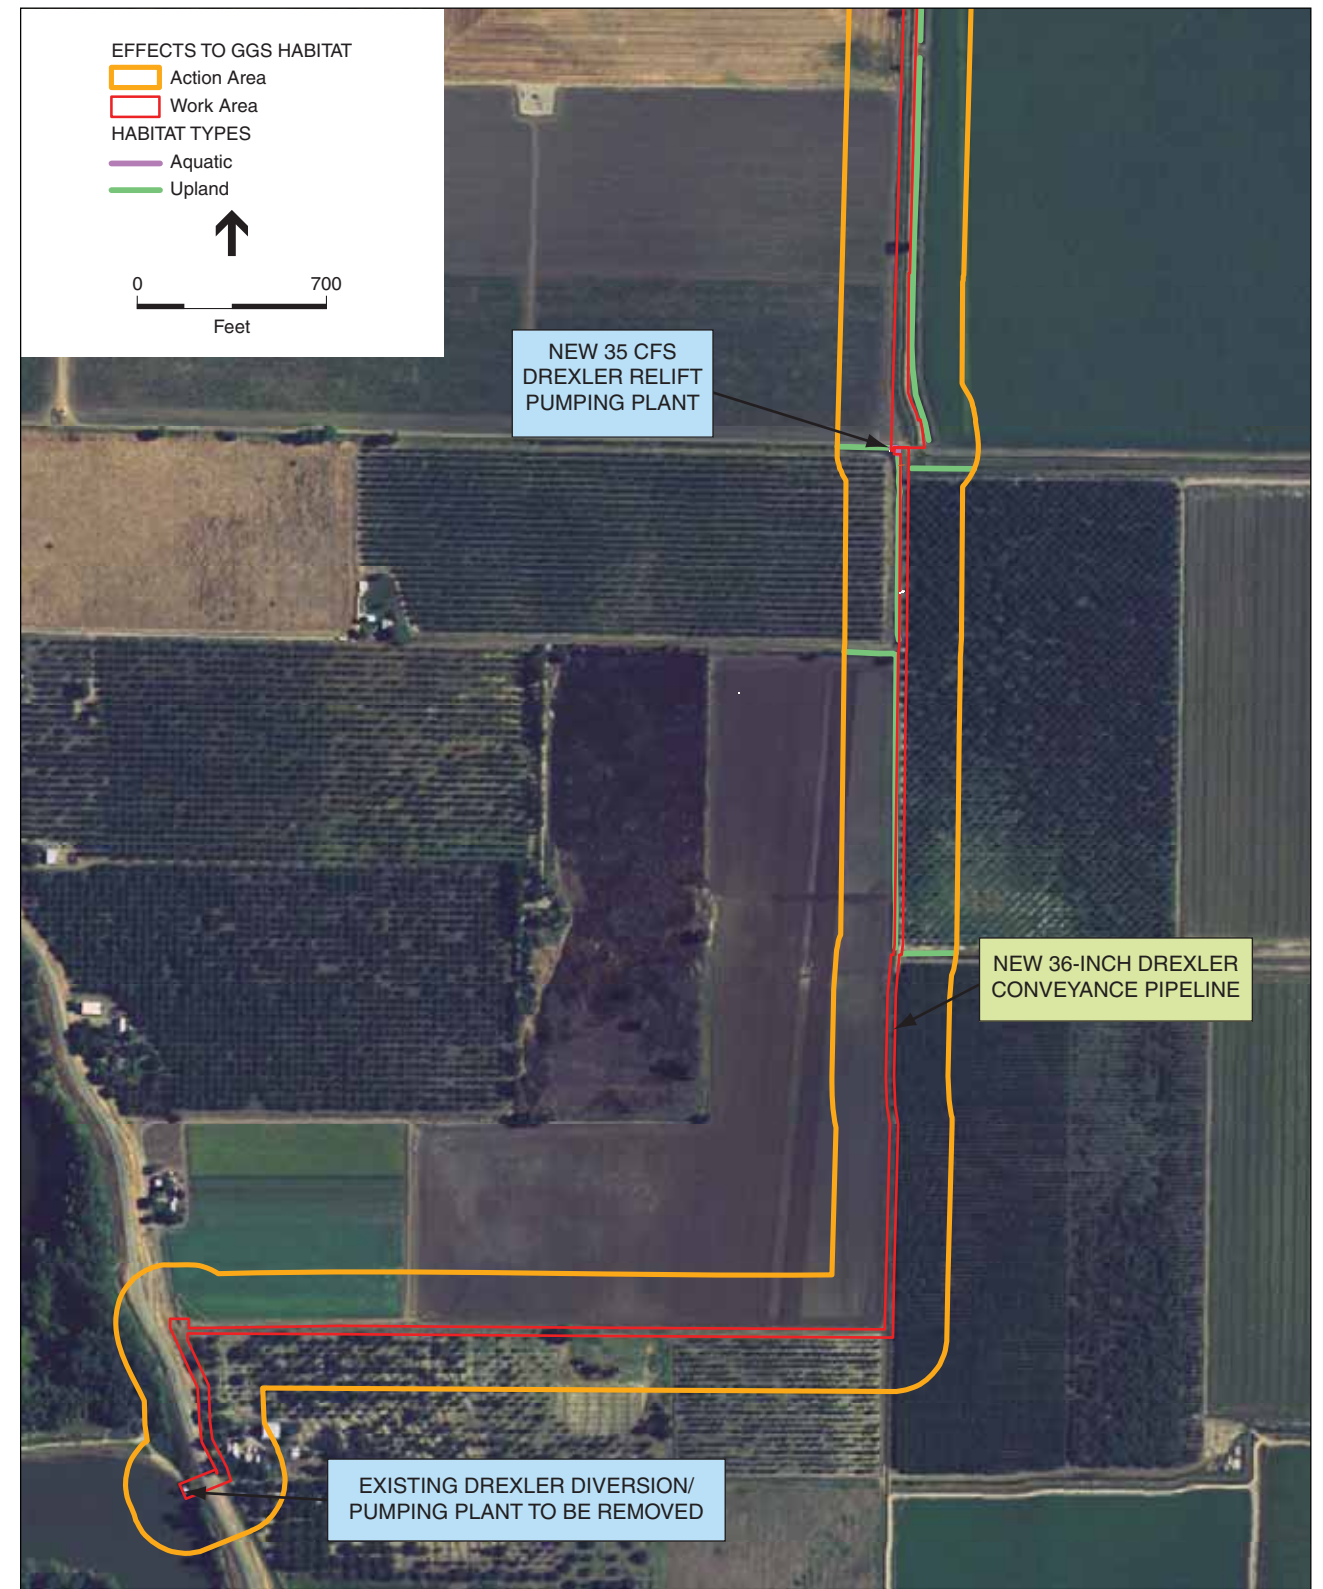 EFFECTS TO GGS HABITAT
Action Area
Work Area
HABITAT TYPES
Aquatic
Upland
0 700
Feet
NEW 35 CFS
DREXLER RELIFT
PUMPING PLANT
NEW 36-INCH DREXLER
CONVEYANCE PIPELINE
EXISTING DREXLER DIVERSION/
PUMPING PLANT TO BE REMOVED